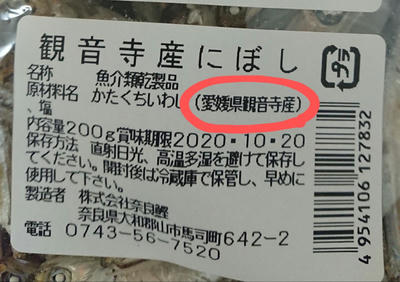 観音寺産にぼし
プラ
名称 魚介類乾製品
原材料名 かたくちいわし(愛媛県観音寺産)
、塩
内容量200g賞味期限2020・10・20
保存方法 直射日光、高温多湿を避けて保存し
てください。開封後は冷蔵庫で保管し、早めに
使用して下さい。
製造者 株式会社奈良鰹
奈良県大和郡山市馬司町642-2
電話 0743-56-7520
4954106127832